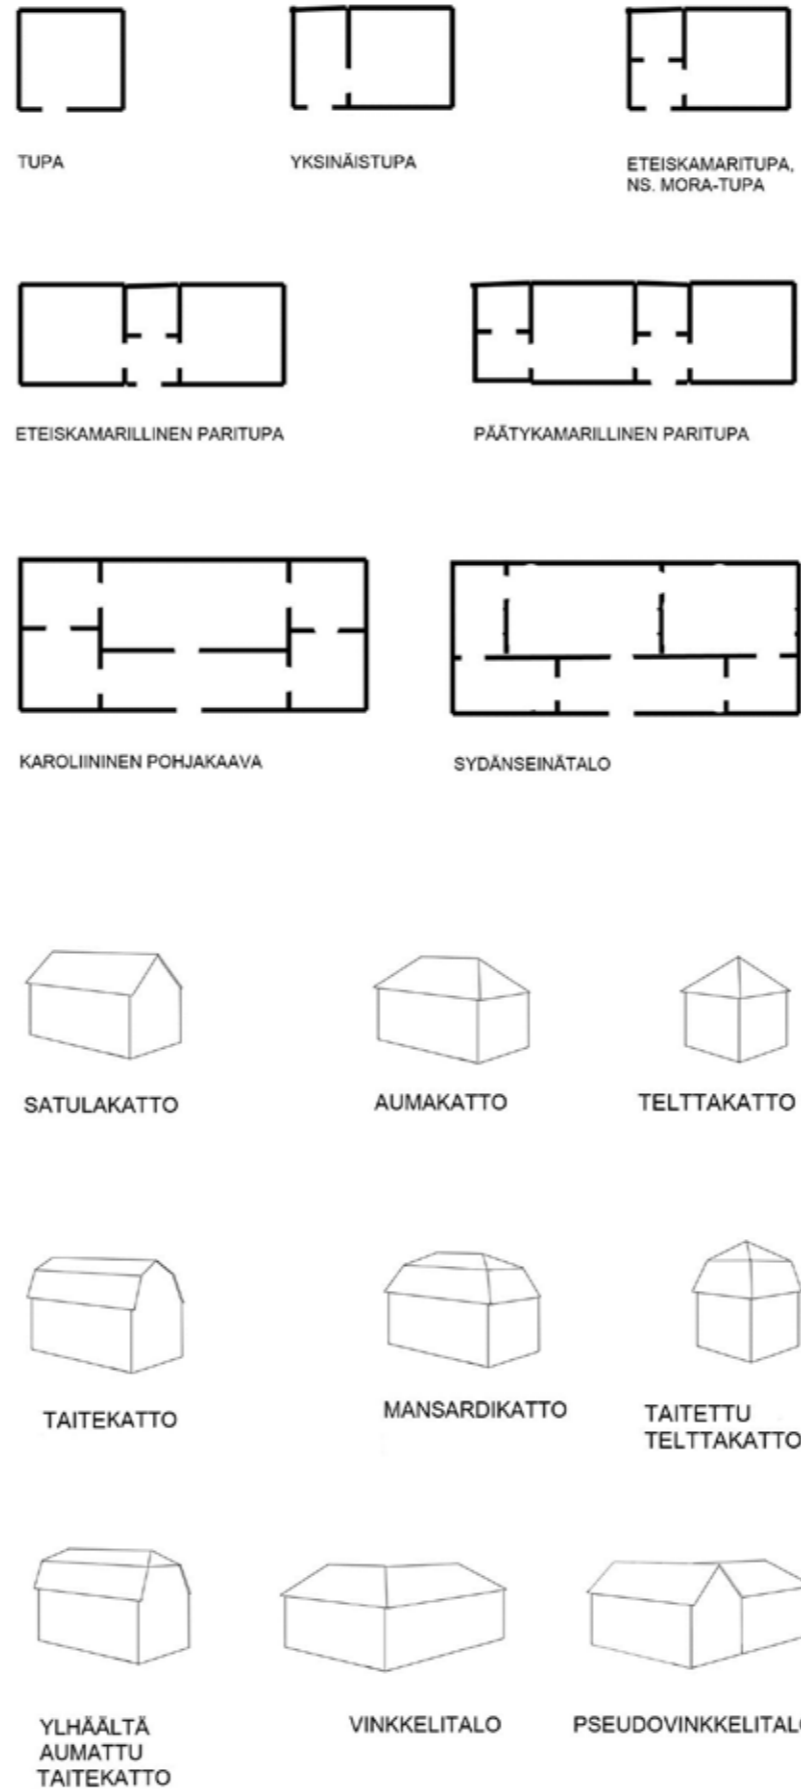 TUPA
YKSINÄISTUPA
ETEISKAMARITUPA,
NS. MORA-TUPA
ETEISKAMARILLINEN PARITUPA
PÄÄTYKAMARILLINEN PARITUPA
KAROLIININEN POHJAKAAVA
SYDÄNSEINÄTALO
SATULAKATTO
AUMAKATTO
TELTTAKATTO
TAITEKATTO
MANSARDIKATTO
TAITETTU
TELTTAKATTO
YLHÄÄLTÄ
AUMATTU
TAITEKATTO
VINKKELITALO
PSEUDOVINKKELITALO